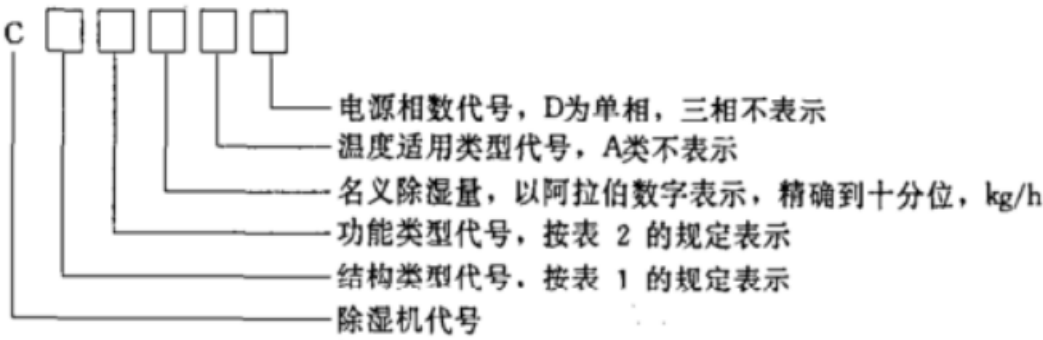 C
电源相数代号，D为单相，三相不表示
温度适用类型代号，A类不表示
名义除湿量，以阿拉伯数字表示，精确到十分位，kg/h
功能类型代号，按表 2 的规定表示
结构类型代号．按表 1 的规定表示
除湿机代号